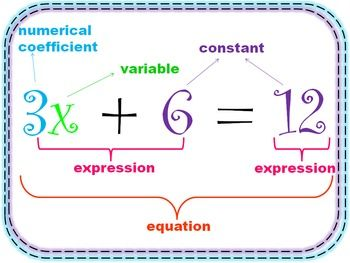 numerical
coefficient
constant
variable
3x + 6 = 12
expression
expression
equation